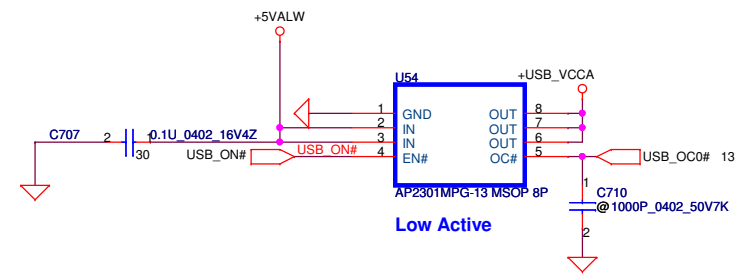 +5VALW
U54
+USB_VCCA
1 GND OUT 8
2 IN OUT 7
3 IN OUT 6
4 EN# OC# 5
C707 2 1 0.1U_0402_16V4Z
30
USB_ON# USB_ON#
USB_OC0# 13
AP2301MPG-13 MSOP 8P
Low Active
1
C710
@1000P_0402_50V7K
2